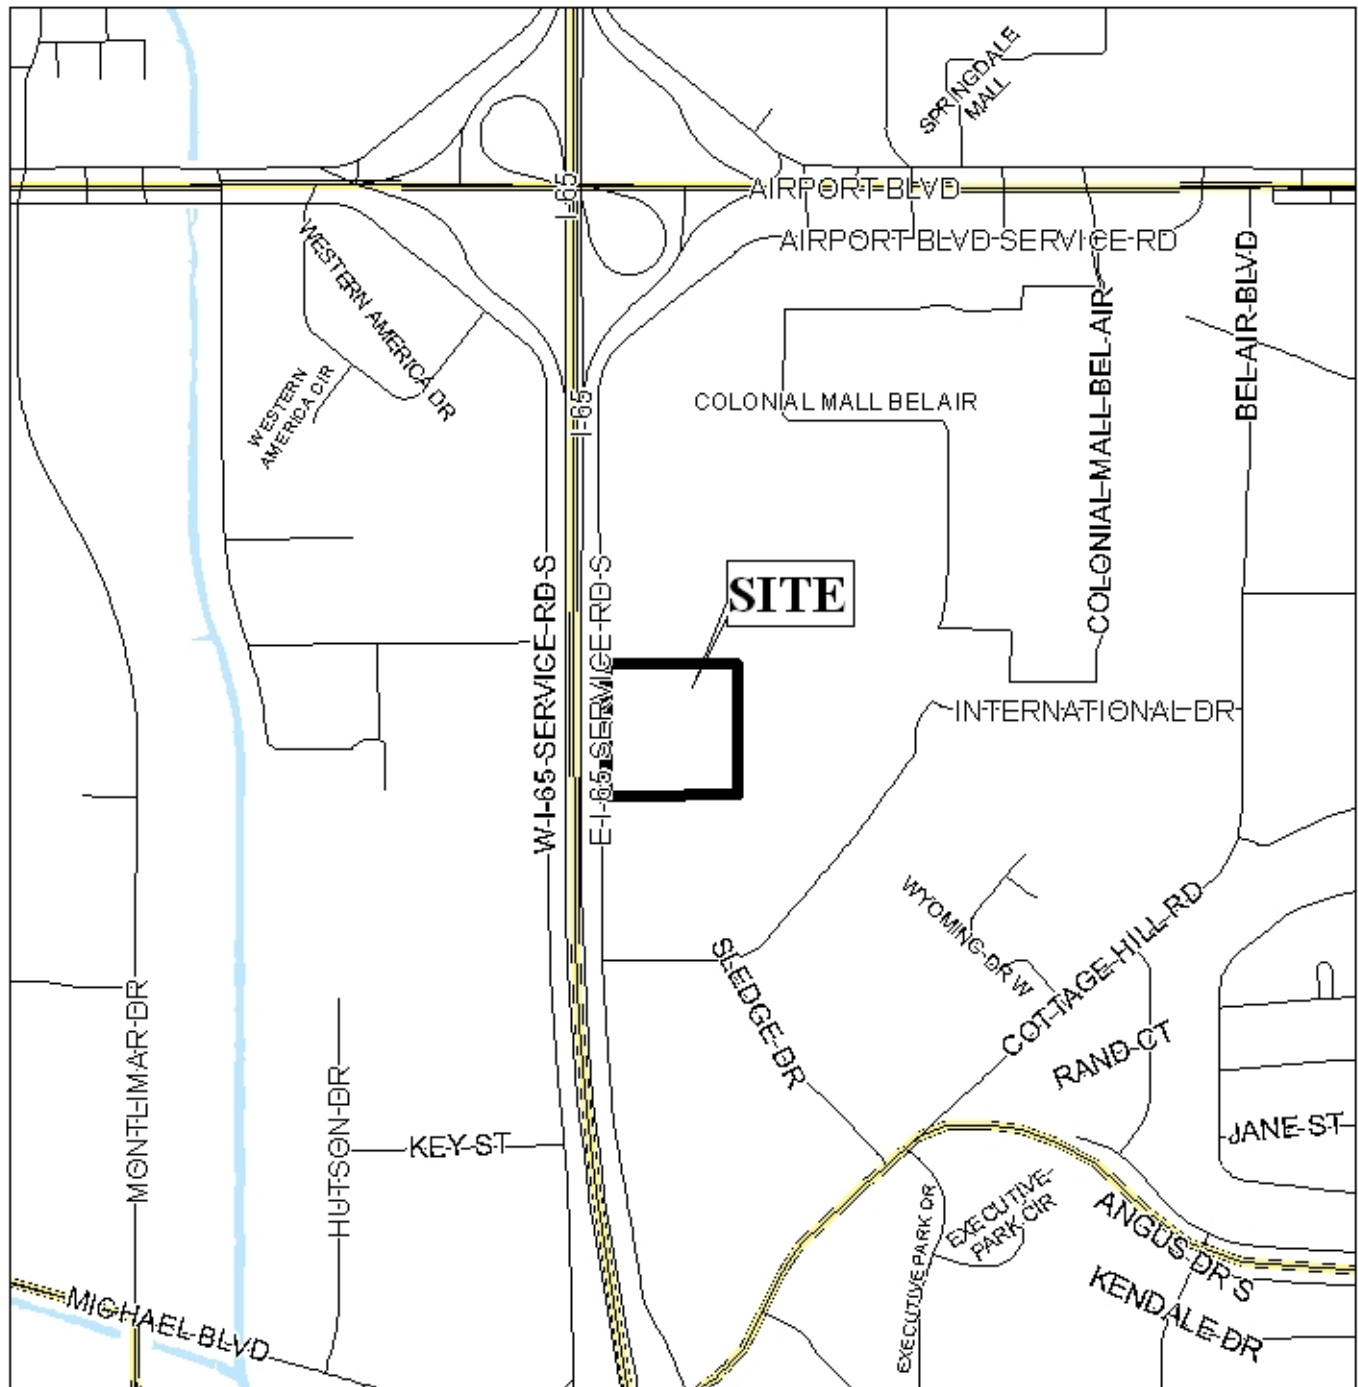 SPRINGDALE
MALL
I-65
AIRPORT BLVD
AIRPORT-BLVD-SERVICE-RD
WESTERN AMERICA DR
WESTERN
AMERICA CIR
I-65
COLONIAL MALL BEL AIR
COLONIAL-MALL-BEL-AIR
BEL-AIR-BLVD
W-I-65-SERVICE-RD-S
E-I-65-SERVICE-RD-S
SITE
INTERNATIONAL-DR
WYOMING-DR W
COTTAGE-HILL-RD
SLEDGE-DR
RAND-CT
JANE-ST
MONTLIMAR-DR
HUTSON-DR
KEY-ST
EXECUTIVE PARK DR
EXECUTIVE-
PARK CIR
ANGUS-DR-S
KENDALE-DR
MICHAEL-BLVD